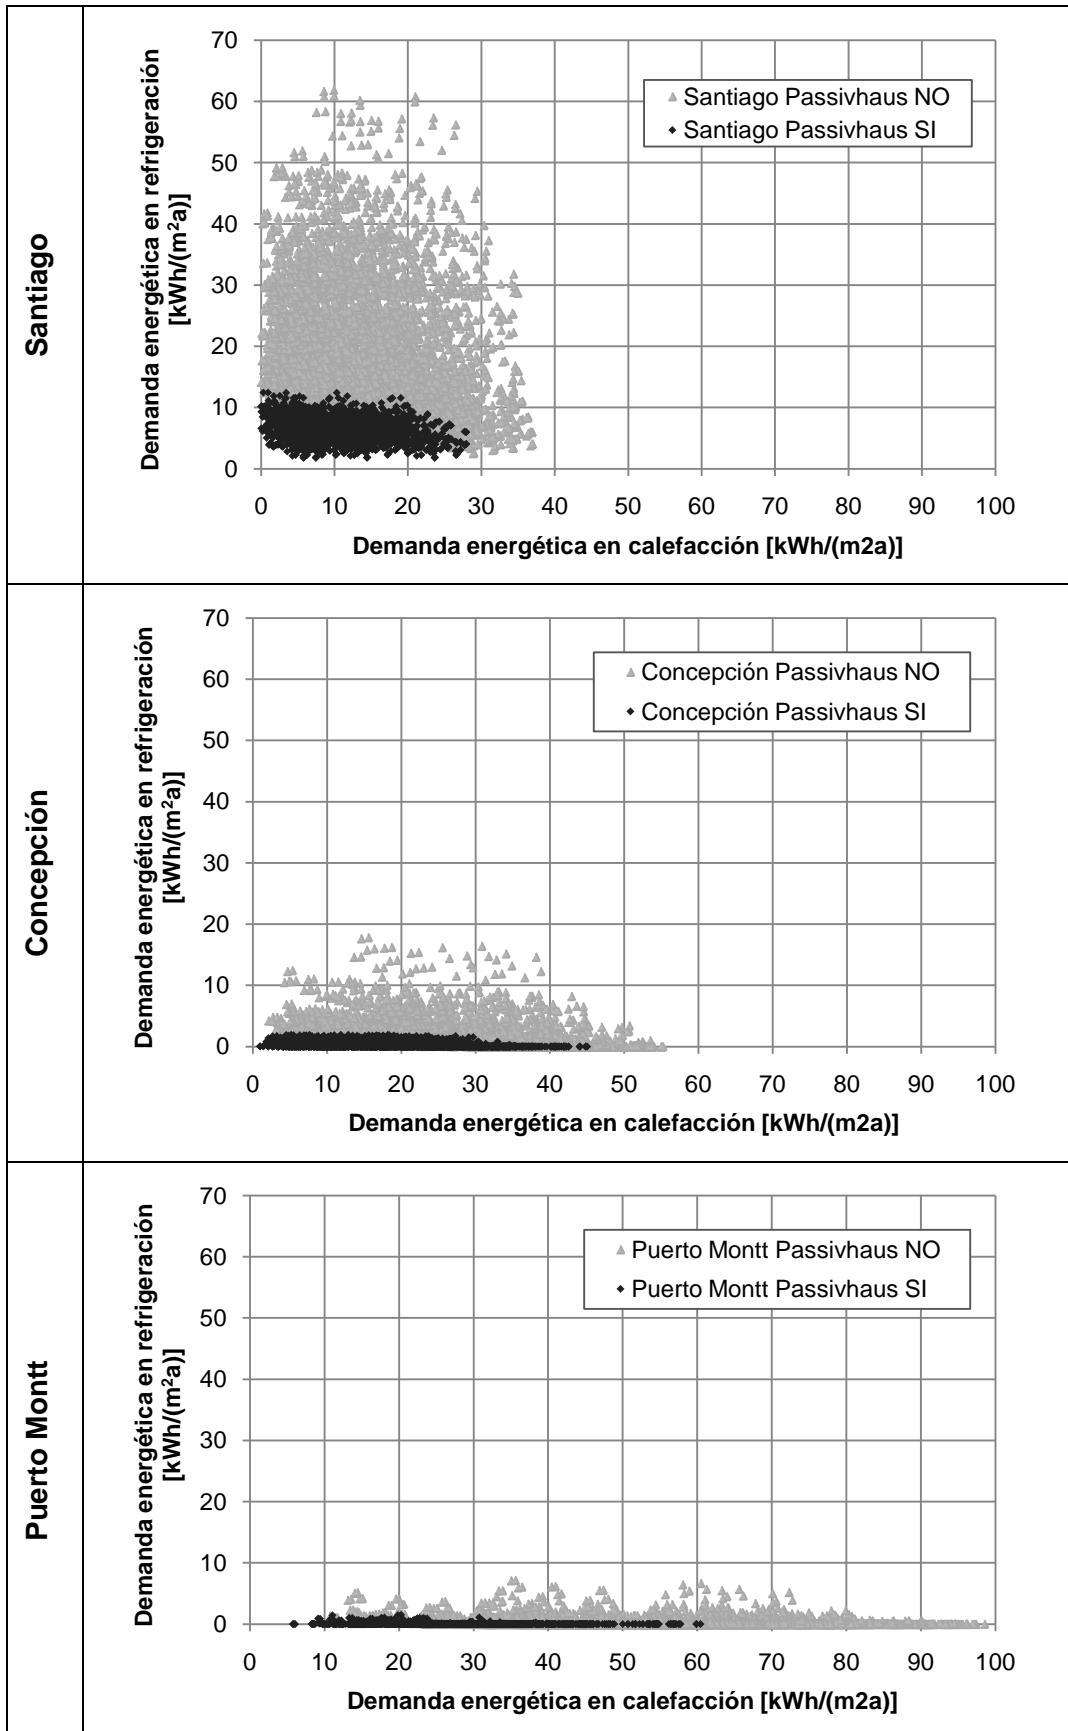 Santiago
Demanda energética en refrigeración
[kWh/(m²a)]
70
60
50
40
30
20
10
0
Santiago Passivhaus NO
Santiago Passivhaus SI
0 10 20 30 40 50 60 70 80 90 100
Demanda energética en calefacción [kWh/(m2a)]
Concepción
Demanda energética en refrigeración
[kWh/(m²a)]
70
60
50
40
30
20
10
0
Concepción Passivhaus NO
Concepción Passivhaus SI
0 10 20 30 40 50 60 70 80 90 100
Demanda energética en calefacción [kWh/(m2a)]
Puerto Montt
Demanda energética en refrigeración
[kWh/(m²a)]
70
60
50
40
30
20
10
0
Puerto Montt Passivhaus NO
Puerto Montt Passivhaus SI
0 10 20 30 40 50 60 70 80 90 100
Demanda energética en calefacción [kWh/(m2a)]